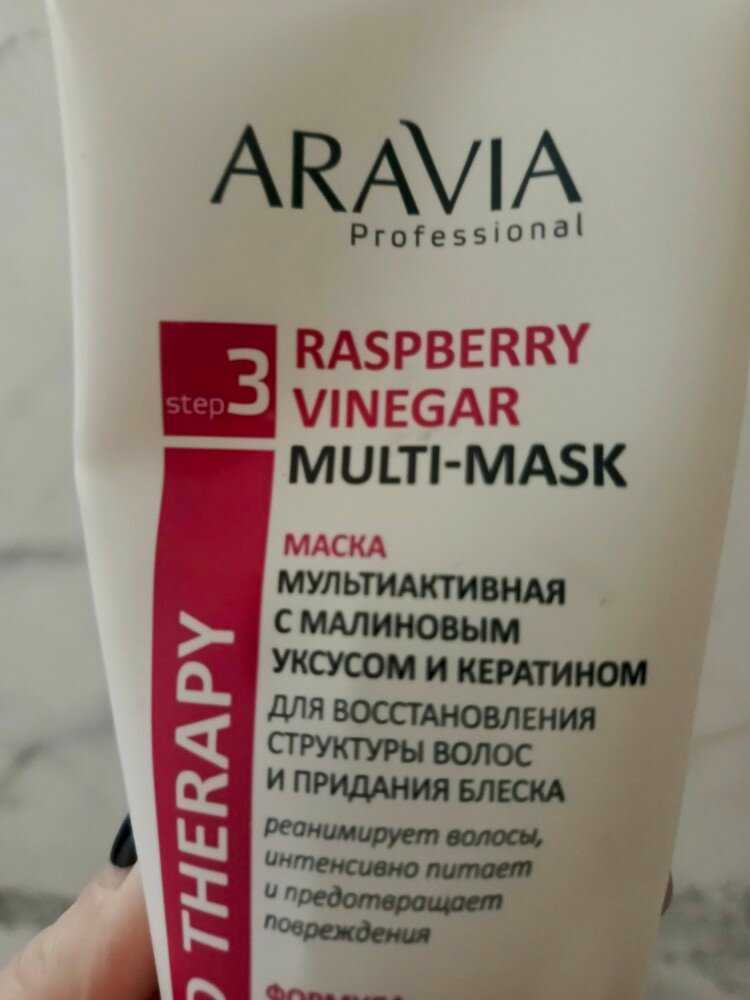 ARAVIA
Professional
step 3
RASPBERRY
VINEGAR
MULTI-MASK
МАСКА
МУЛЬТИАКТИВНАЯ
С МАЛИНОВЫМ
УКСУСОМ И КЕРАТИНОМ
ДЛЯ ВОССТАНОВЛЕНИЯ
СТРУКТУРЫ ВОЛОС
И ПРИДАНИЯ БЛЕСКА
реанимирует волосы,
интенсивно питает
и предотвращает
повреждения
THERAPY